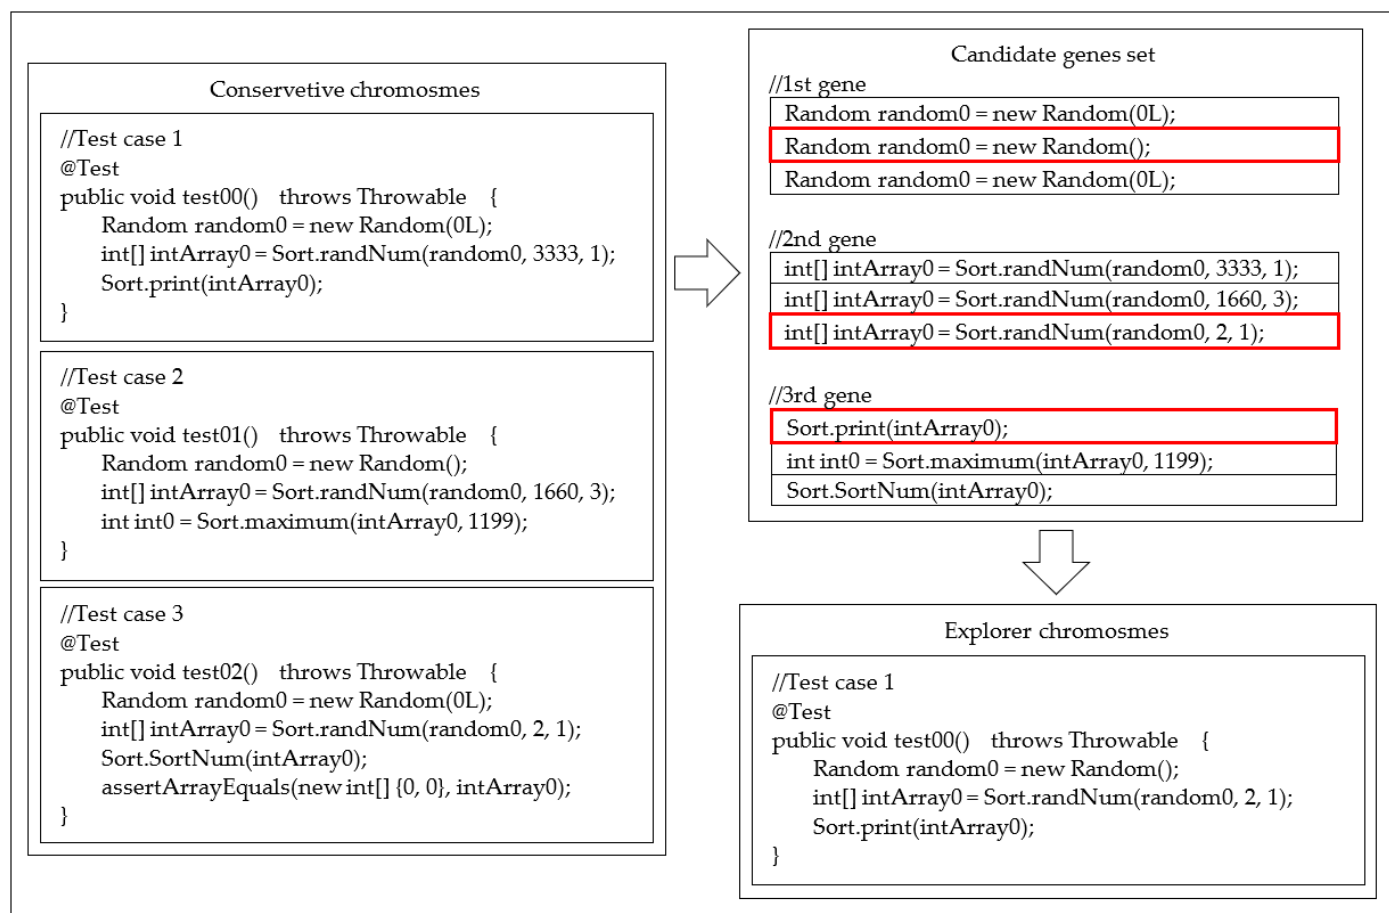 Conservetive chromosmes
//Test case 1
@Test
public void test00() throws Throwable {
Random random0 = new Random(0L);
int[] intArray0 = Sort.randNum(random0, 3333, 1);
Sort.print(intArray0);
}
//Test case 2
@Test
public void test01() throws Throwable {
Random random0 = new Random();
int[] intArray0 = Sort.randNum(random0, 1660, 3);
int int0 = Sort.maximum(intArray0, 1199);
}
//Test case 3
@Test
public void test02() throws Throwable {
Random random0 = new Random(0L);
int[] intArray0 = Sort.randNum(random0, 2, 1);
Sort.SortNum(intArray0);
assertArrayEquals(new int[] {0, 0}, intArray0);
}
Candidate genes set
//1st gene
Random random0 = new Random(0L);
Random random0 = new Random();
Random random0 = new Random(0L);
//2nd gene
int[] intArray0 = Sort.randNum(random0, 3333, 1);
int[] intArray0 = Sort.randNum(random0, 1660, 3);
int[] intArray0 = Sort.randNum(random0, 2, 1);
//3rd gene
Sort.print(intArray0);
int int0 = Sort.maximum(intArray0, 1199);
Sort.SortNum(intArray0);
Explorer chromosmes
//Test case 1
@Test
public void test00() throws Throwable {
Random random0 = new Random();
int[] intArray0 = Sort.randNum(random0, 2, 1);
Sort.print(intArray0);
}